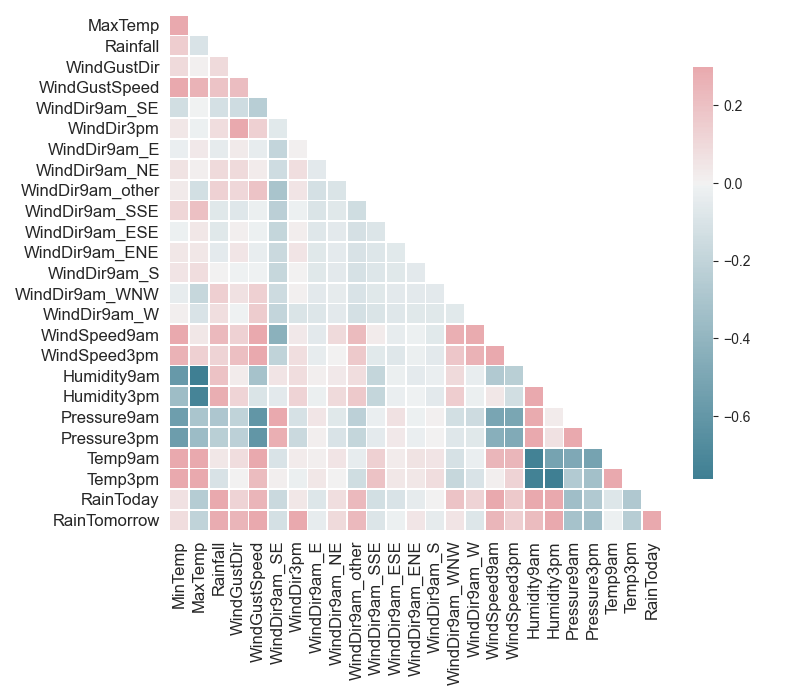 MaxTemp
Rainfall
WindGustDir
WindGustSpeed
WindDir9am_SE
WindDir3pm
WindDir9am_E
WindDir9am_NE
WindDir9am_other
WindDir9am_SSE
WindDir9am_ESE
WindDir9am_ENE
WindDir9am_S
WindDir9am_WNW
WindDir9am_W
WindSpeed9am
WindSpeed3pm
Humidity9am
Humidity3pm
Pressure9am
Pressure3pm
Temp9am
Temp3pm
RainToday
RainTomorrow
MinTemp
MaxTemp
Rainfall
WindGustDir
WindGustSpeed
WindDir9am_SE
WindDir3pm
WindDir9am_E
WindDir9am_NE
WindDir9am_other
WindDir9am_SSE
WindDir9am_ESE
WindDir9am_ENE
WindDir9am_S
WindDir9am_WNW
WindDir9am_W
WindSpeed9am
WindSpeed3pm
Humidity9am
Humidity3pm
Pressure9am
Pressure3pm
Temp9am
Temp3pm
RainToday
0.2
0.0
−0.2
−0.4
−0.6